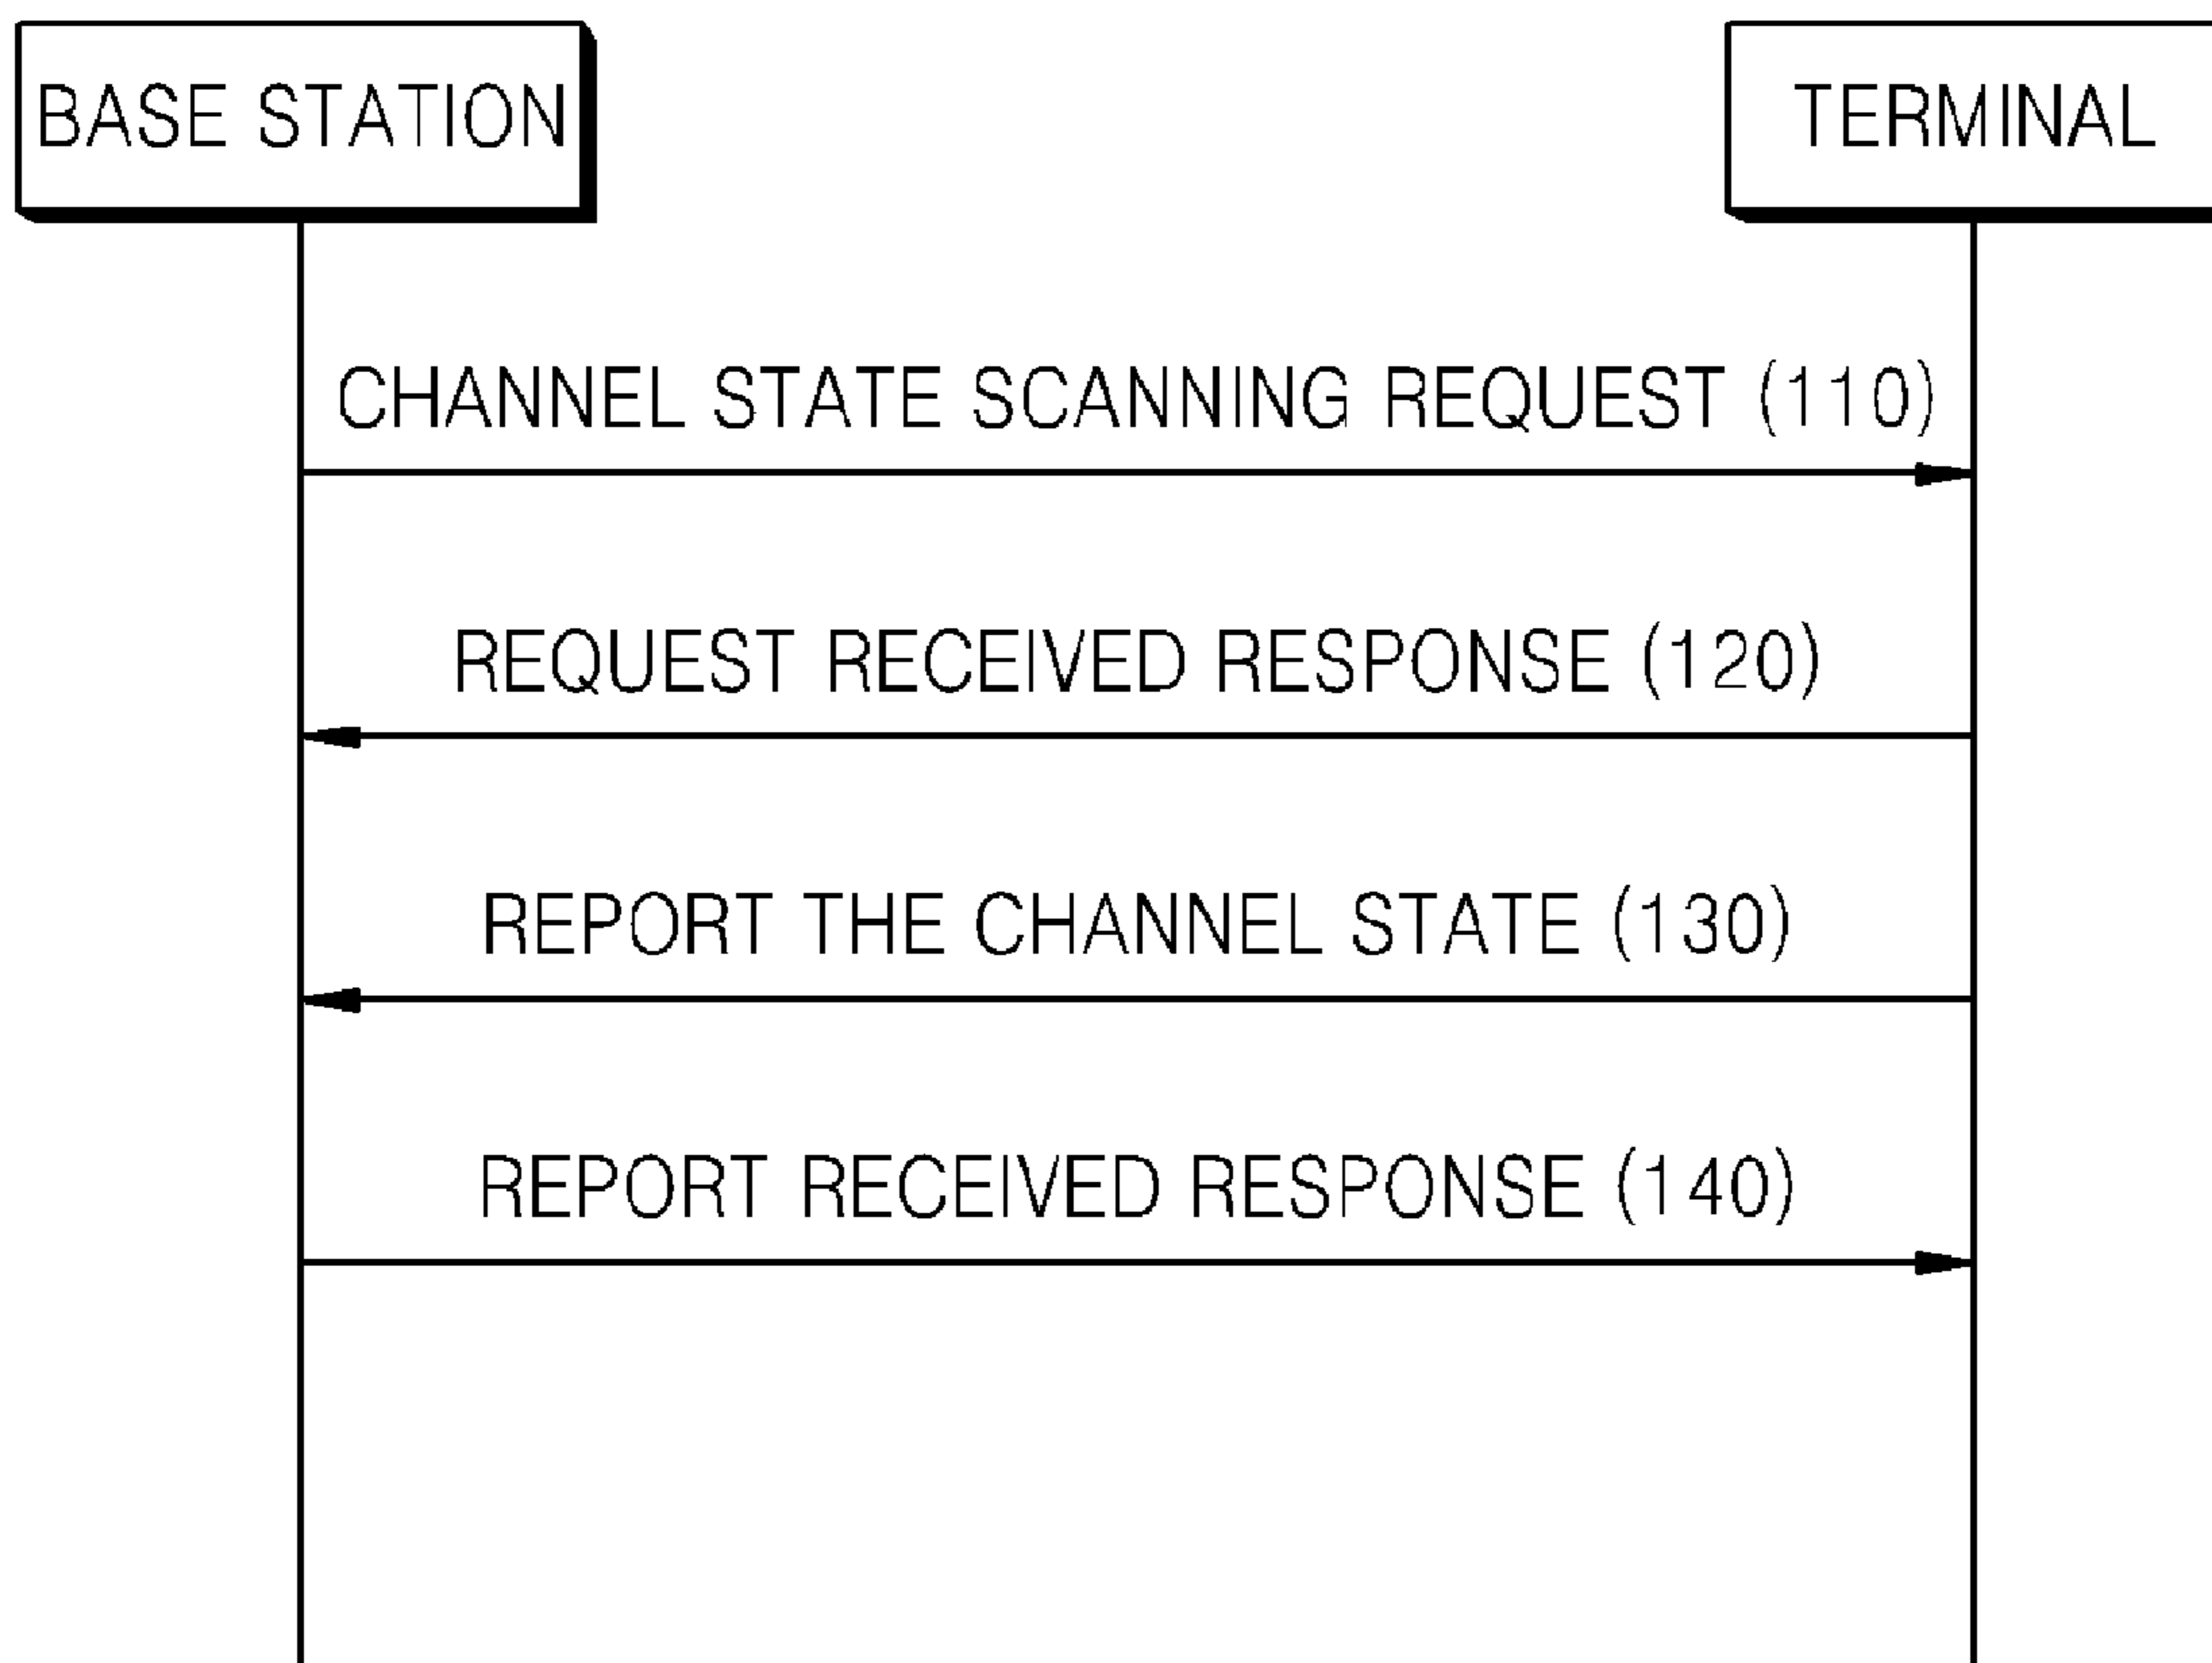 BASE STATION
TERMINAL
CHANNEL STATE SCANNING REQUEST (110)
REQUEST RECEIVED RESPONSE (120)
REPORT THE CHANNEL STATE (130)
REPORT RECEIVED RESPONSE (140)